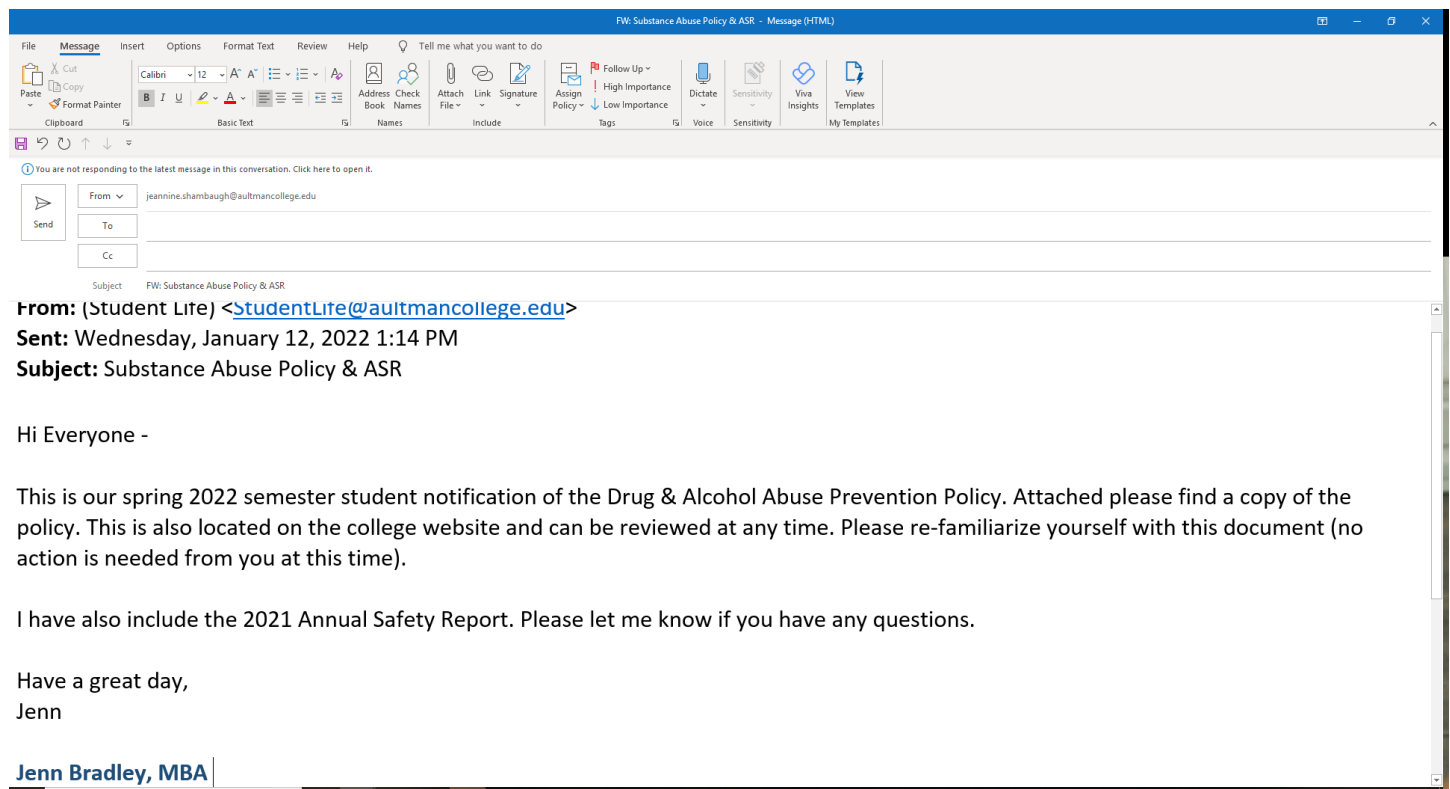 FW: Substance Abuse Policy & ASR - Message (HTML)
File Message Insert Options Format Text Review Help Tell me what you want to do
Paste
Cut
Copy
Format Painter
Clipboard
Calibri 12
B I U
Basic Text
Address Book
Check Names
Names
Attach File
Link
Signature
Include
Assign Policy
Follow Up
High Importance
Low Importance
Tags
Dictate
Voice
Sensitivity
Sensitivity
Viva Insights
View Templates
My Templates
You are not responding to the latest message in this conversation. Click here to open it.
Send
From jeannine.shambaugh@aultmancollege.edu
To
Cc
Subject FW: Substance Abuse Policy & ASR
From: (Student Life) <StudentLife@aultmancollege.edu>
Sent: Wednesday, January 12, 2022 1:14 PM
Subject: Substance Abuse Policy & ASR
Hi Everyone -
This is our spring 2022 semester student notification of the Drug & Alcohol Abuse Prevention Policy. Attached please find a copy of the
policy. This is also located on the college website and can be reviewed at any time. Please re-familiarize yourself with this document (no
action is needed from you at this time).
I have also include the 2021 Annual Safety Report. Please let me know if you have any questions.
Have a great day,
Jenn
Jenn Bradley, MBA